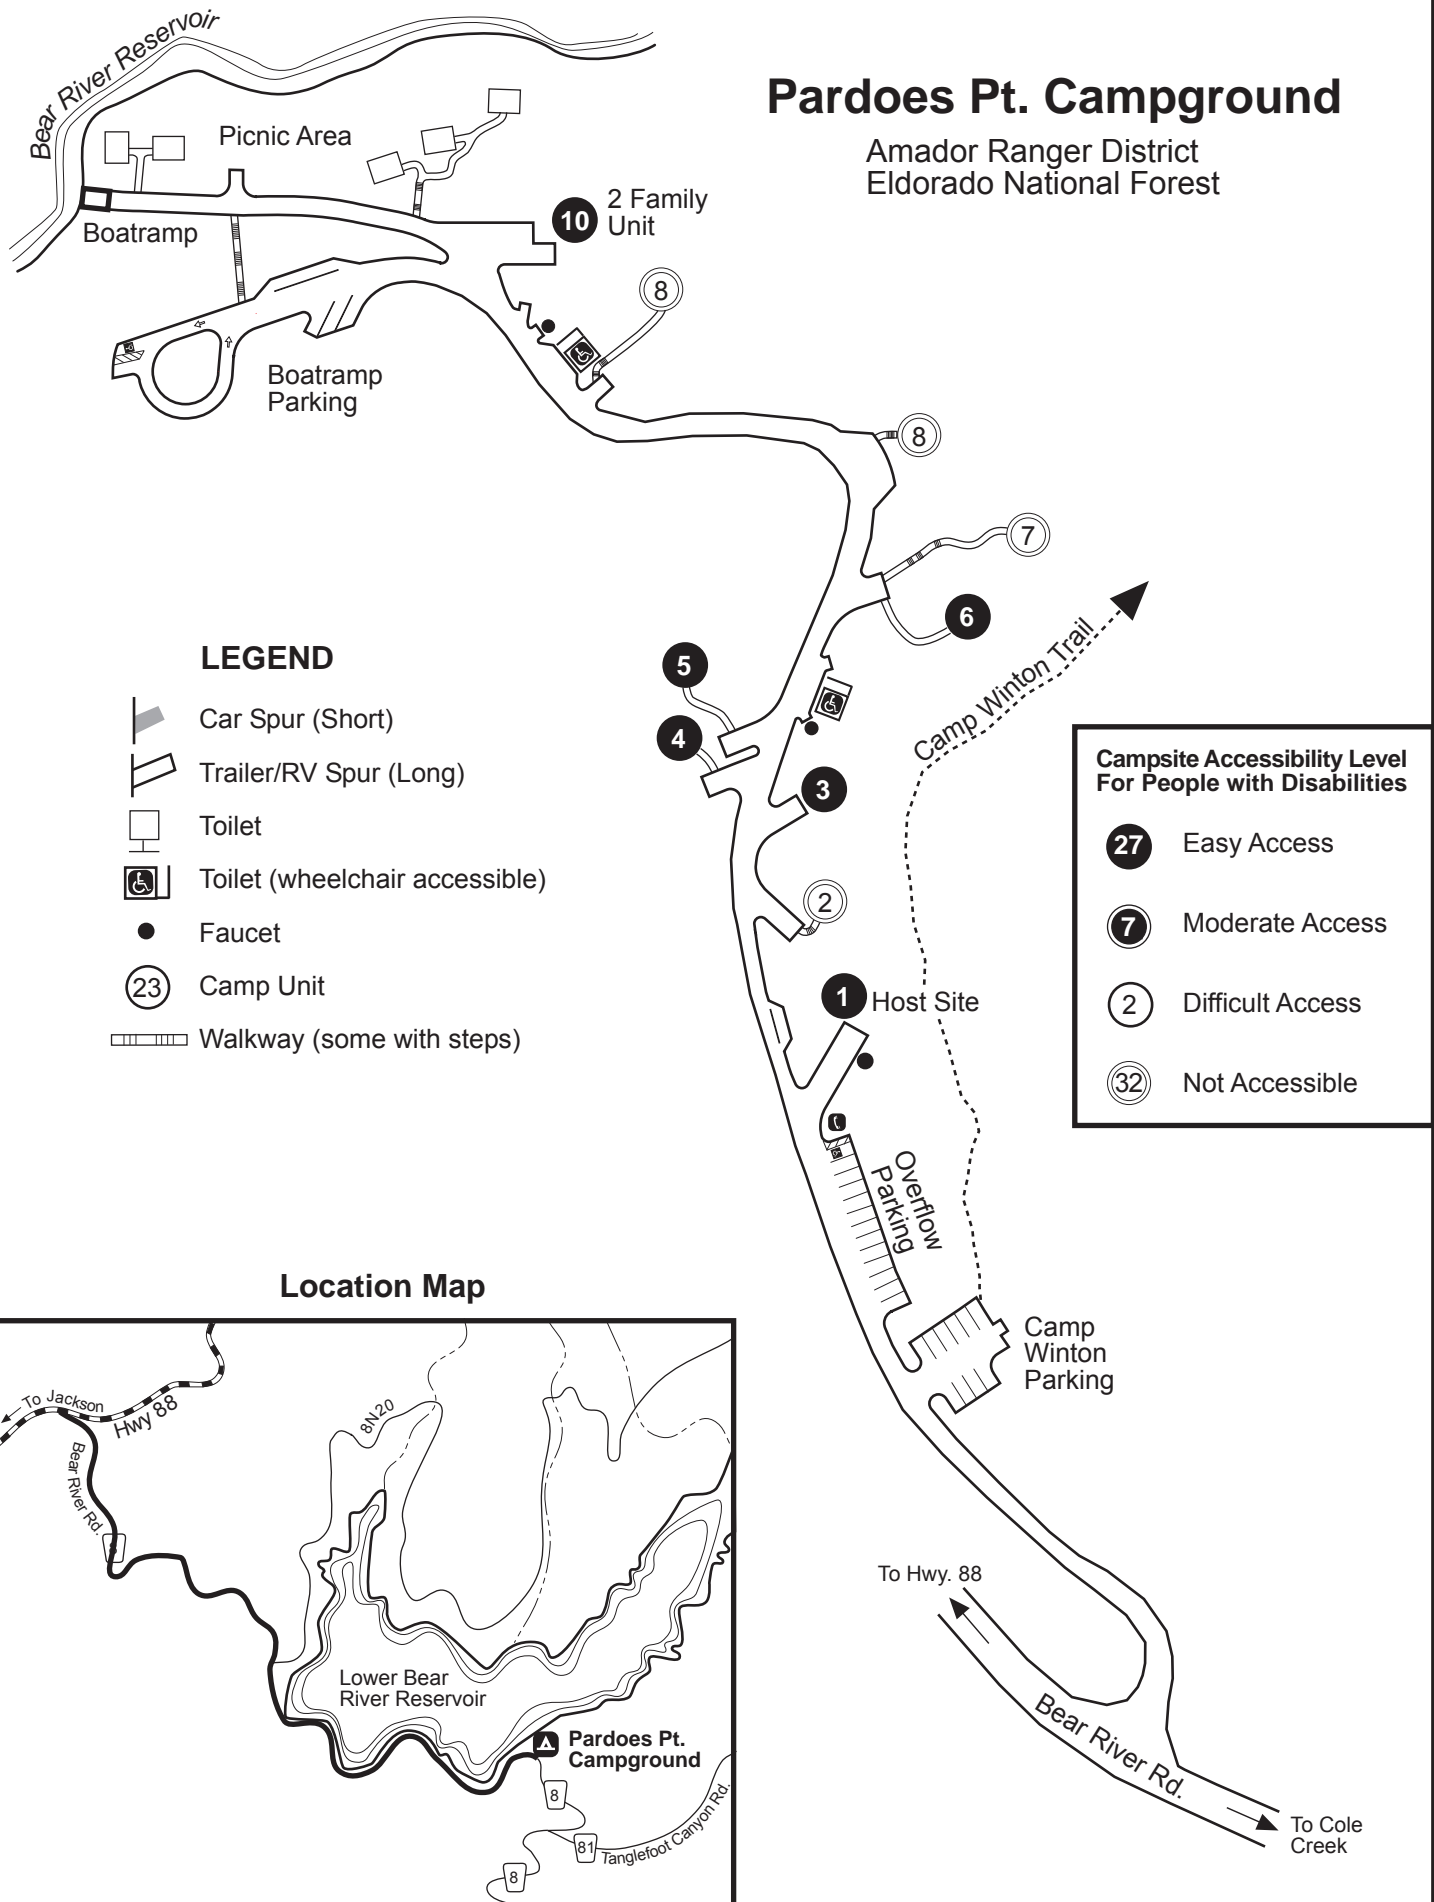 Bear River Reservoir
Pardoes Pt. Campground
Amador Ranger District
Eldorado National Forest
Picnic Area
Boatramp
10
2 Family
Unit
8
Boatramp
Parking
8
7
6
5
4
3
2
1
Host Site
Camp Winton Trail
Overflow
Parking
Camp
Winton
Parking
To Hwy. 88
Bear River Rd.
To Cole
Creek
LEGEND
Car Spur (Short)
Trailer/RV Spur (Long)
Toilet
Toilet (wheelchair accessible)
Faucet
23
Camp Unit
Walkway (some with steps)
Campsite Accessibility Level
For People with Disabilities
27
Easy Access
7
Moderate Access
2
Difficult Access
32
Not Accessible
Location Map
To Jackson
Hwy 88
Bear River Rd.
8N20
Lower Bear
River Reservoir
Pardoes Pt.
Campground
8
81
Tanglefoot Canyon Rd.
8